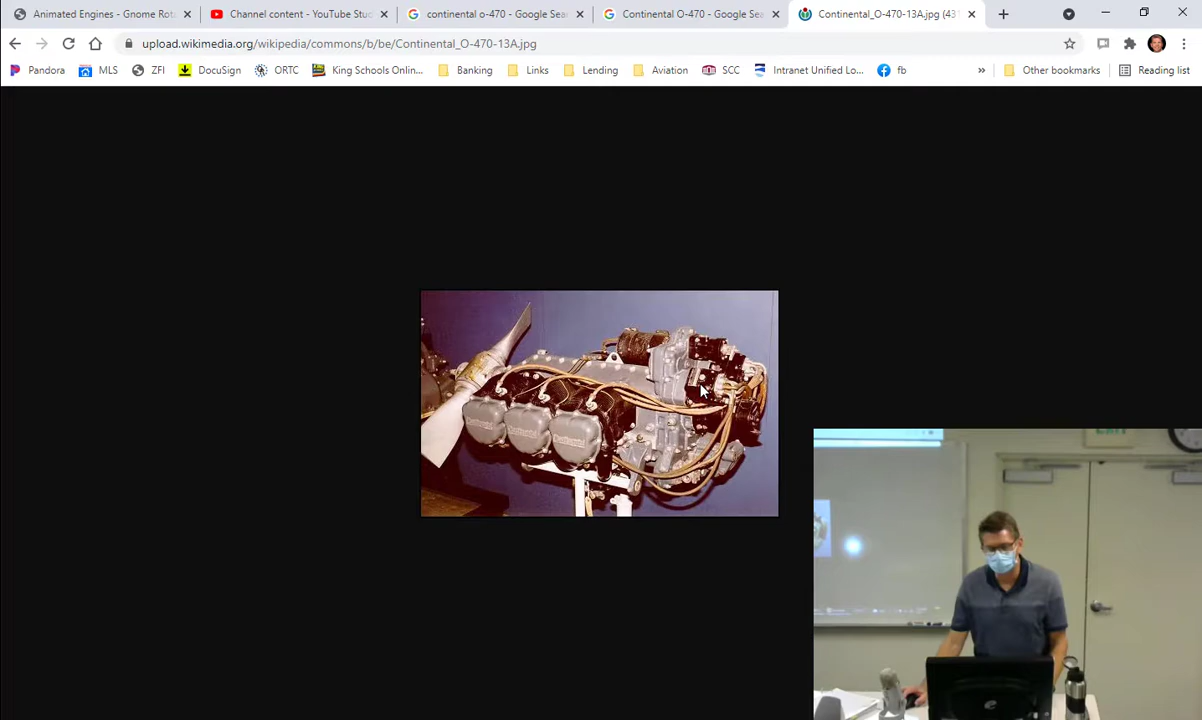 Animated Engines - Gnome Rot
Channel content - YouTube Stu
continental o-470 - Google Sea
Continental O-470 - Google Sea
Continental_O-470-13A.jpg (431
upload.wikimedia.org/wikipedia/commons/b/be/Continental_O-470-13A.jpg
Pandora
MLS
ZFI
DocuSign
ORTC
King Schools Onlin...
Banking
Links
Lending
Aviation
SCC
Intranet Unified Lo...
fb
»
Other bookmarks
Reading list